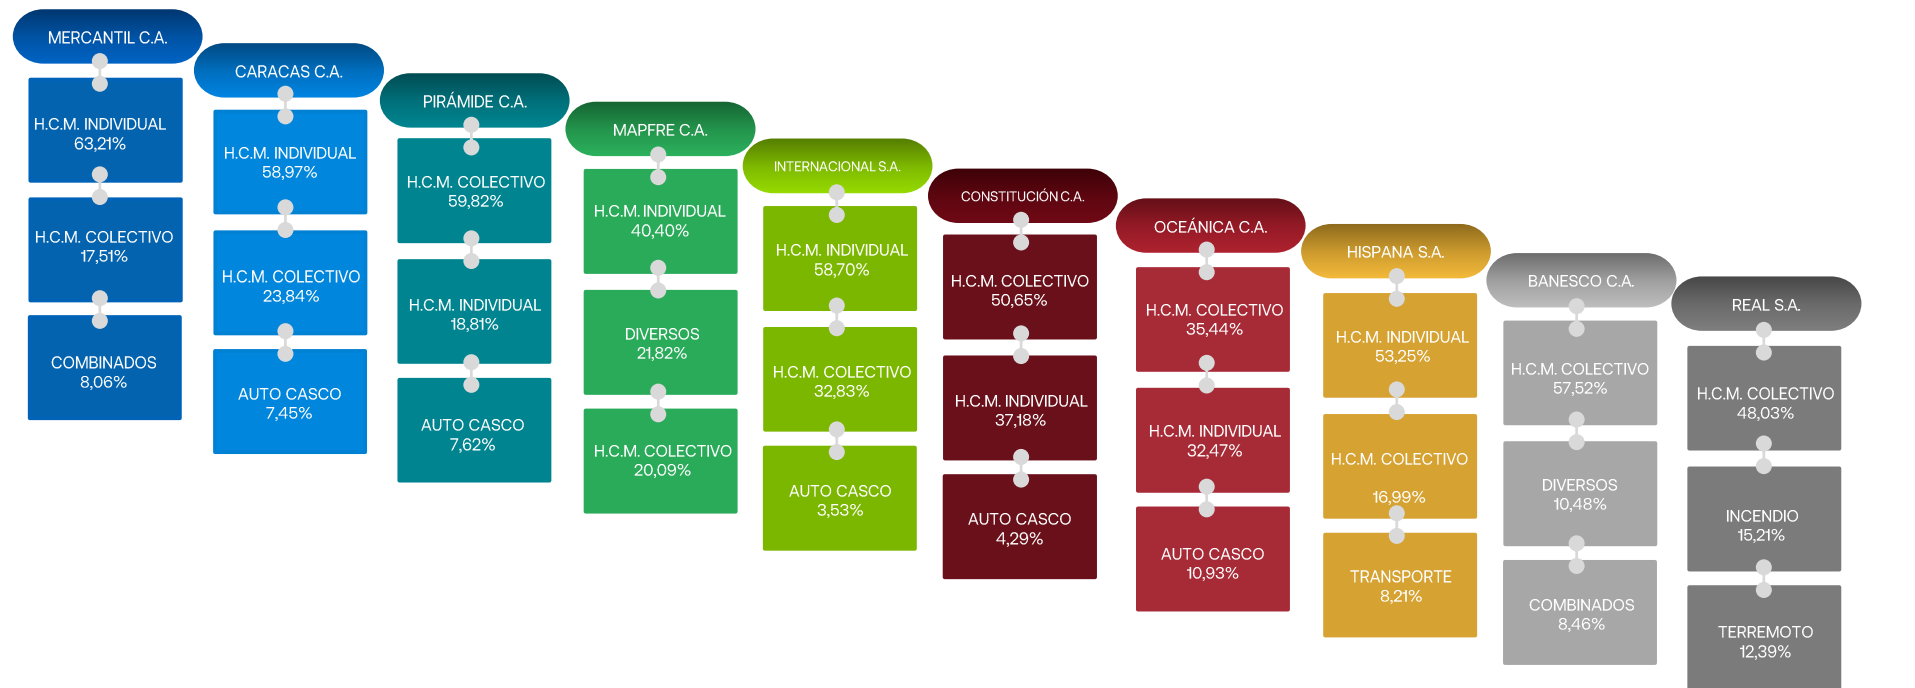 MERCANTIL C.A.
H.C.M. INDIVIDUAL
63,21%
H.C.M. COLECTIVO
17,51%
COMBINADOS
8,06%
CARACAS C.A.
H.C.M. INDIVIDUAL
58,97%
H.C.M. COLECTIVO
23,84%
AUTO CASCO
7,45%
PIRÁMIDE C.A.
H.C.M. COLECTIVO
59,82%
H.C.M. INDIVIDUAL
18,81%
AUTO CASCO
7,62%
MAPFRE C.A.
H.C.M. INDIVIDUAL
40,40%
DIVERSOS
21,82%
H.C.M. COLECTIVO
20,09%
INTERNACIONAL S.A.
H.C.M. INDIVIDUAL
58,70%
H.C.M. COLECTIVO
32,83%
AUTO CASCO
3,53%
CONSTITUCIÓN C.A.
H.C.M. COLECTIVO
50,65%
H.C.M. INDIVIDUAL
37,18%
AUTO CASCO
4,29%
OCEÁNICA C.A.
H.C.M. COLECTIVO
35,44%
H.C.M. INDIVIDUAL
32,47%
AUTO CASCO
10,93%
HISPANA S.A.
H.C.M. INDIVIDUAL
53,25%
H.C.M. COLECTIVO
16,99%
TRANSPORTE
8,21%
BANESCO C.A.
H.C.M. COLECTIVO
57,52%
DIVERSOS
10,48%
COMBINADOS
8,46%
REAL S.A.
H.C.M. COLECTIVO
48,03%
INCENDIO
15,21%
TERREMOTO
12,39%